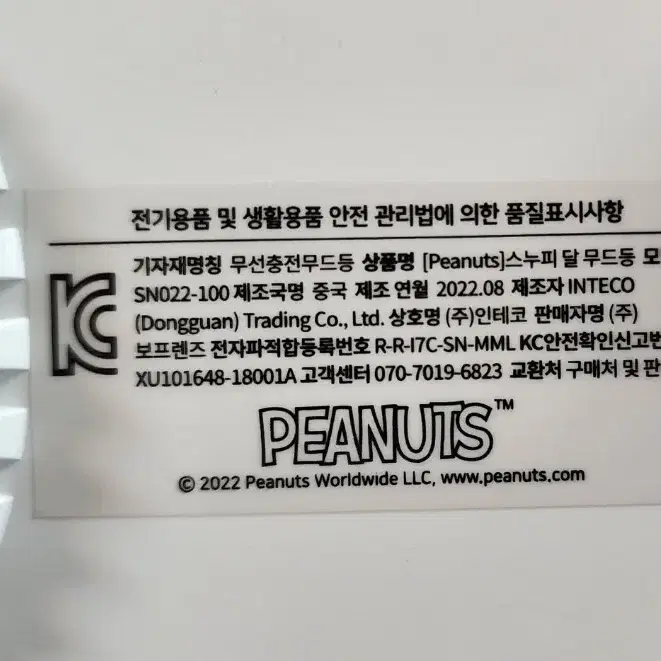 전기용품 및 생활용품 안전 관리법에 의한 품질표시사항
기자재명칭 무선충전무드등 상품명 [Peanuts]스누피 달 무드등 모
SN022-100 제조국명 중국 제조 연월 2022.08 제조자 INTECO
(Dongguan) Trading Co., Ltd. 상호명 (주)인테코 판매자명 (주)
보프렌즈 전자파적합등록번호 R-R-I7C-SN-MML KC안전확인신고번
XU101648-18001A 고객센터 070-7019-6823 교환처 구매처 및 판
PEANUTS™
© 2022 Peanuts Worldwide LLC, www.peanuts.com